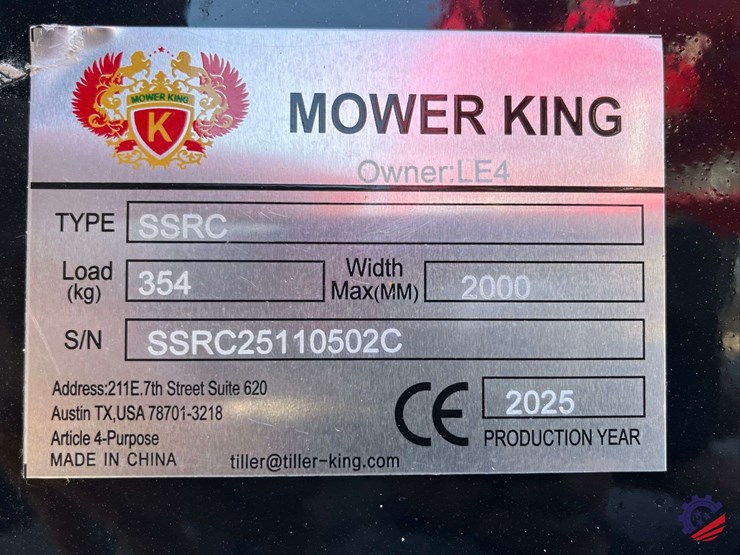 MOWER KING
K
MOWER KING
Owner:LE4
TYPE SSRC
Load (kg) 354 Width Max(MM) 2000
S/N SSRC25110502C
Address:211E.7th Street Suite 620
Austin TX,USA 78701-3218
Article 4-Purpose
MADE IN CHINA
tiller@tiller-king.com
CE
2025
PRODUCTION YEAR